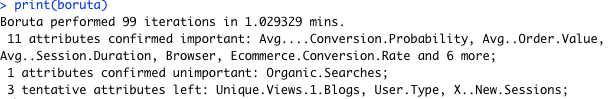 > print(boruta)
Boruta performed 99 iterations in 1.029329 mins.
 11 attributes confirmed important: Avg....Conversion.Probability, Avg..Order.Value,
Avg..Session.Duration, Browser, Ecommerce.Conversion.Rate and 6 more;
 1 attributes confirmed unimportant: Organic.Searches;
 3 tentative attributes left: Unique.Views.1.Blogs, User.Type, X..New.Sessions;